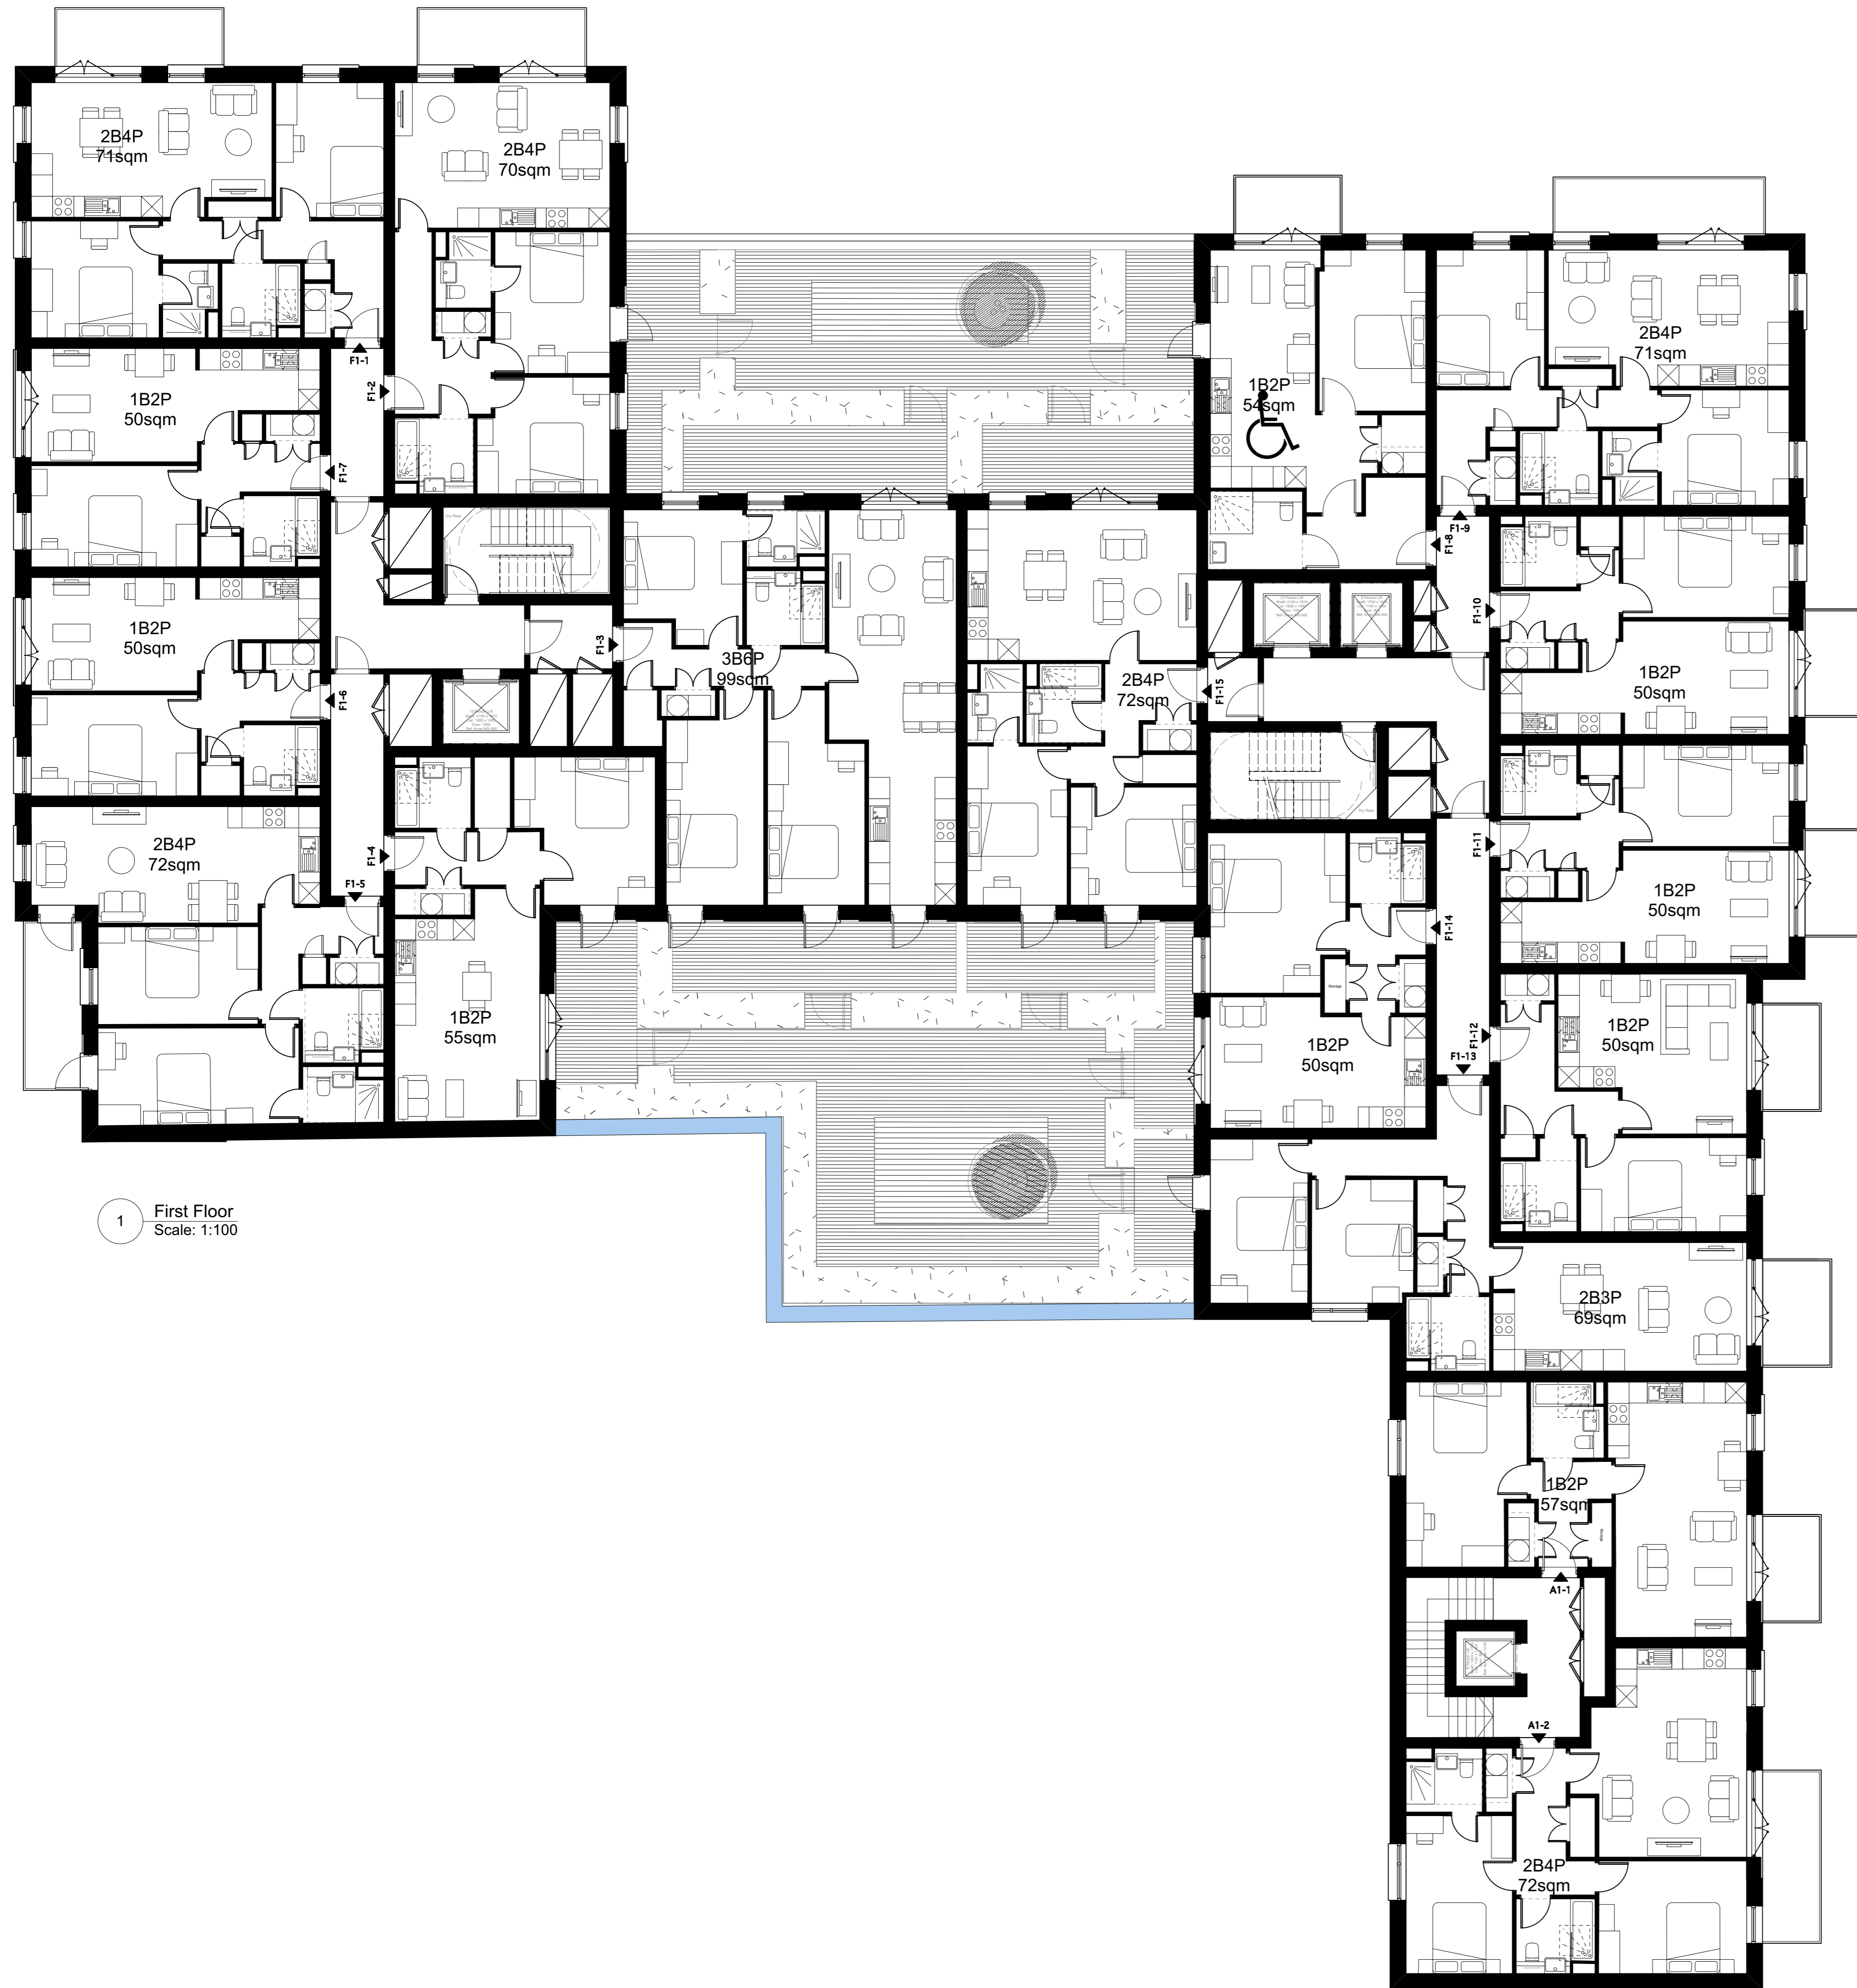 2B4P
71sqm
2B4P
70sqm
F1-1
F1-2
1B2P
50sqm
F1-7
1B2P
54sqm
2B4P
71sqm
F1-8
F1-9
F1-10
F1-3
3B6P
99sqm
1B2P
50sqm
F1-6
2B4P
72sqm
F1-15
1B2P
50sqm
2B4P
72sqm
F1-4
F1-5
F1-11
1B2P
50sqm
F1-14
Storage
1B2P
55sqm
1B2P
50sqm
F1-12
F1-13
1B2P
50sqm
1
First Floor
Scale: 1:100
2B3P
69sqm
1B2P
57sqm
Storage
A1-1
A1-2
2B4P
72sqm